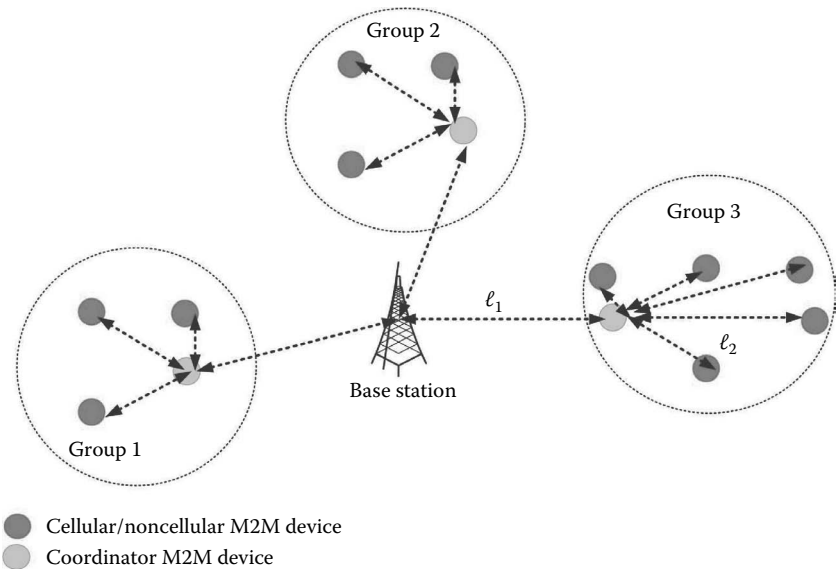 Group 2
Group 3
ℓ1
ℓ2
Base station
Group 1
Cellular/noncellular M2M device
Coordinator M2M device